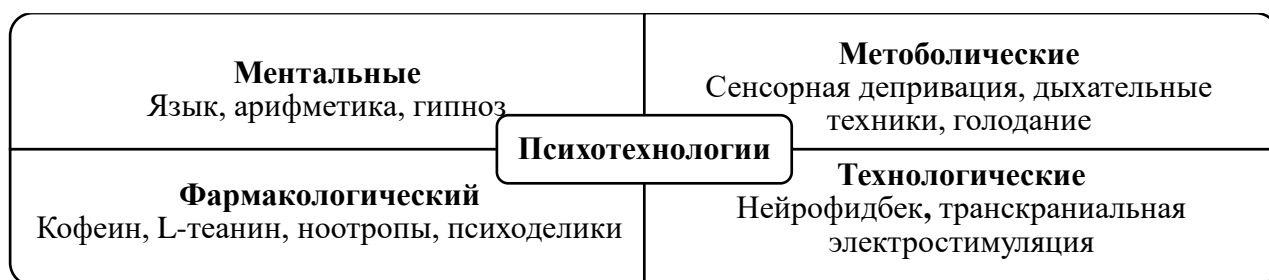 Ментальные
Язык, арифметика, гипноз
Метоболические
Сенсорная депривация, дыхательные
техники, голодание
Психотехнологии
Фармакологический
Кофеин, L-теанин, ноотропы, психоделики
Технологические
Нейрофидбек, транскраниальная
электростимуляция